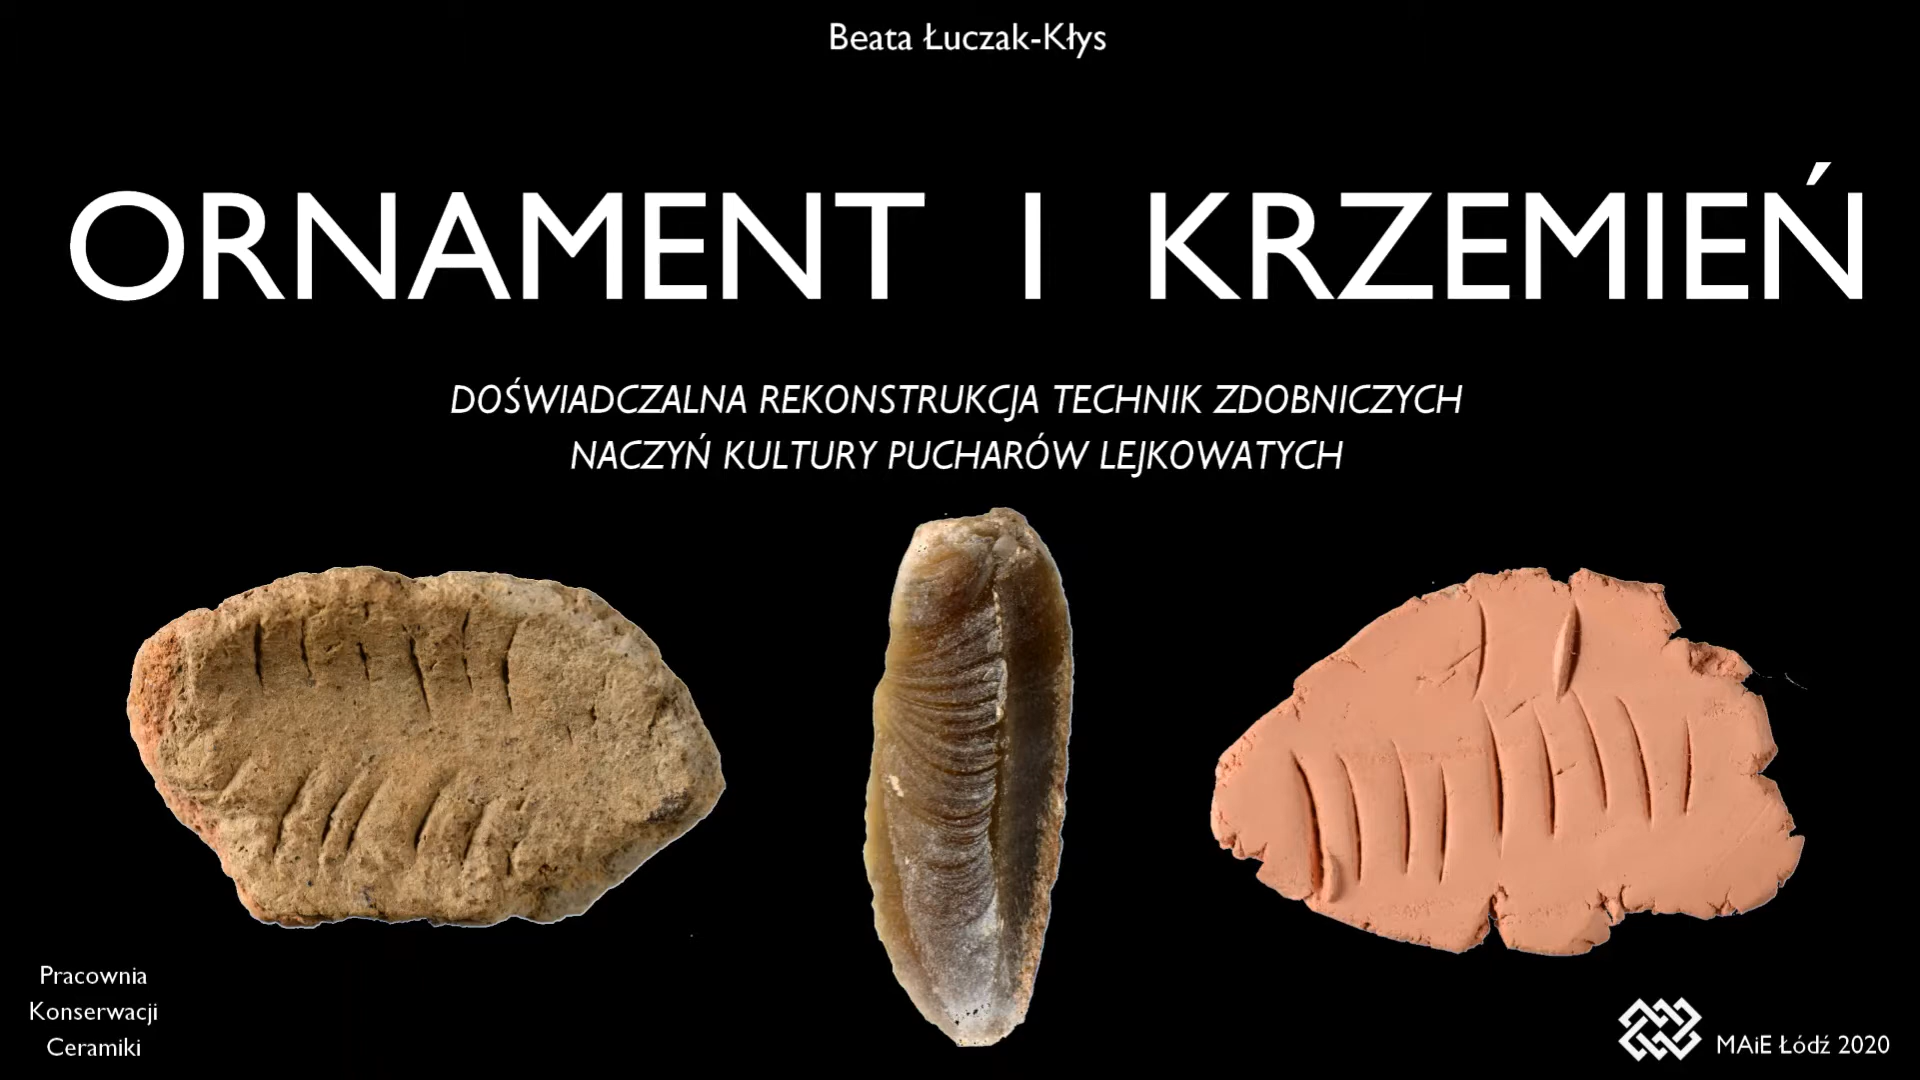 Beata Łuczak-Kłys
ORNAMENT I KRZEMIEŃ
DOŚWIADCZALNA REKONSTRUKCJA TECHNIK ZDOBNICZYCH
NACZYŃ KULTURY PUCHARÓW LEJKOWATYCH
Pracownia
Konserwacji
Ceramiki
MAiE Łódź 2020